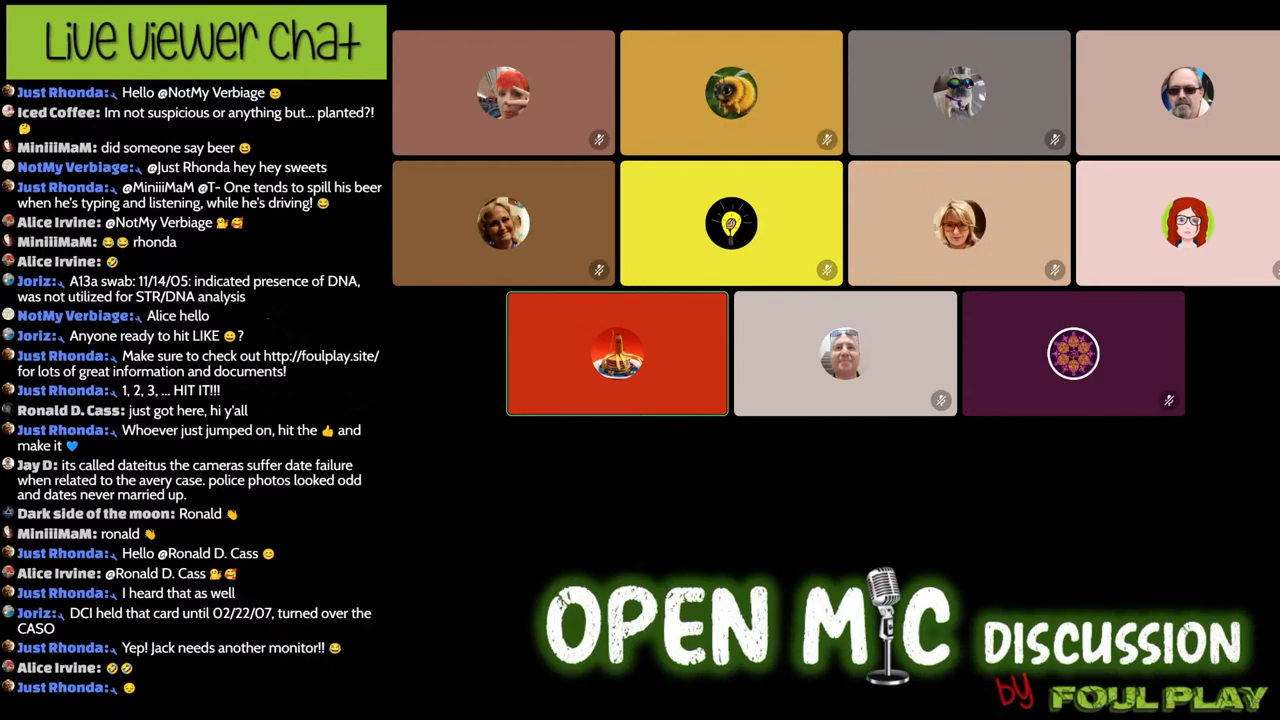 Live Viewer Chat
Just Rhonda: Hello @NotMy Verbiage 😊
Iced Coffee: Im not suspicious or anything but... planted?!
🤔
MiniiiMaM: did someone say beer 😆
NotMy Verbiage: @Just Rhonda hey hey sweets
Just Rhonda: @MiniiiMaM @T- One tends to spill his beer
when he's typing and listening, while he's driving! 😂
Alice Irvine: @NotMy Verbiage 💁🥰
MiniiiMaM: 😂😂 rhonda
Alice Irvine: 🤣
Joriz: A13a swab: 11/14/05: indicated presence of DNA,
was not utilized for STR/DNA analysis
NotMy Verbiage: Alice hello
Joriz: Anyone ready to hit LIKE 😀?
Just Rhonda: Make sure to check out http://foulplay.site/
for lots of great information and documents!
Just Rhonda: 1, 2, 3, ... HIT IT!!!
Ronald D. Cass: just got here, hi y'all
Just Rhonda: Whoever just jumped on, hit the 👍 and
make it 💙
Jay D: its called dateitus the cameras suffer date failure
when related to the avery case. police photos looked odd
and dates never married up.
Dark side of the moon: Ronald 👏
MiniiiMaM: ronald 👏
Just Rhonda: Hello @Ronald D. Cass 😊
Alice Irvine: @Ronald D. Cass 💁🥰
Just Rhonda: I heard that as well
Joriz: DCI held that card until 02/22/07, turned over the
CASO
Just Rhonda: Yep! Jack needs another monitor!! 😂
Alice Irvine: 🤣🤣
Just Rhonda: 😔
OPEN MIC DISCUSSION
by FOUL PLAY